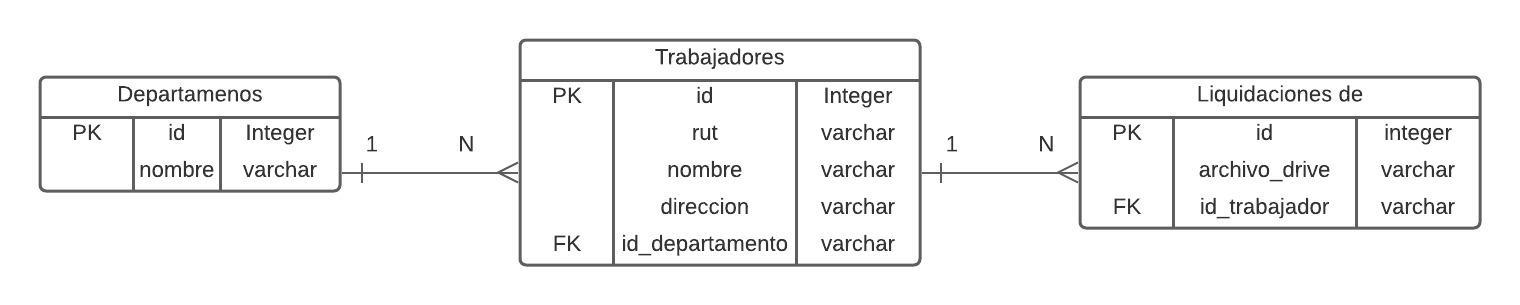 Departamenos
PK id Integer
nombre varchar
1 N
Trabajadores
PK id Integer
rut varchar
nombre varchar
direccion varchar
FK id_departamento varchar
1 N
Liquidaciones de
PK id integer
archivo_drive varchar
FK id_trabajador varchar